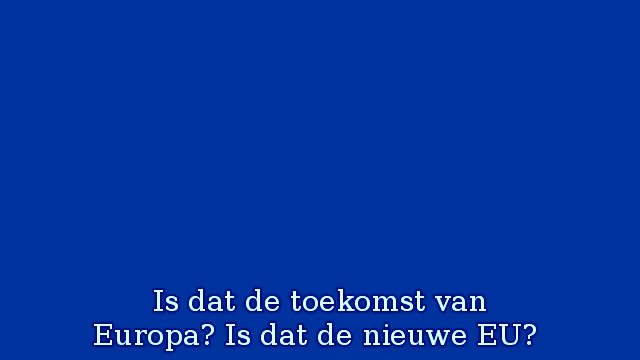 Is dat de toekomst van
Europa? Is dat de nieuwe EU?